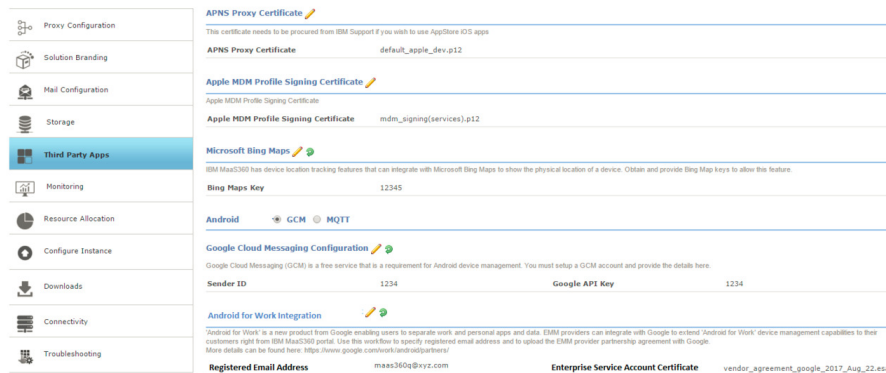 Proxy Configuration
Solution Branding
Mail Configuration
Storage
Third Party Apps
Monitoring
Resource Allocation
Configure Instance
Downloads
Connectivity
Troubleshooting
APNS Proxy Certificate
This certificate needs to be procured from IBM Support if you wish to use AppStore iOS apps
APNS Proxy Certificate default_apple_dev.p12
Apple MDM Profile Signing Certificate
Apple MDM Profile Signing Certificate
Apple MDM Profile Signing Certificate mdm_signing(services).p12
Microsoft Bing Maps
IBM MaaS360 has device location tracking features that can integrate with Microsoft Bing Maps to show the physical location of a device. Obtain and provide Bing Map keys to allow this feature.
Bing Maps Key 12345
Android GCM MQTT
Google Cloud Messaging Configuration
Google Cloud Messaging (GCM) is a free service that is a requirement for Android device management. You must setup a GCM account and provide the details here.
Sender ID 1234 Google API Key 1234
Android for Work Integration
'Android for Work' is a new product from Google enabling users to separate work and personal apps and data. EMM providers can integrate with Google to extend 'Android for Work' device management capabilities to their
customers right from IBM MaaS360 portal. Use this workflow to specify registered email address and to upload the EMM provider partnership agreement with Google.
More details can be found here: https://www.google.com/work/android/partners/
Registered Email Address maas360q@xyz.com Enterprise Service Account Certificate vendor_agreement_google_2017_Aug_22.es